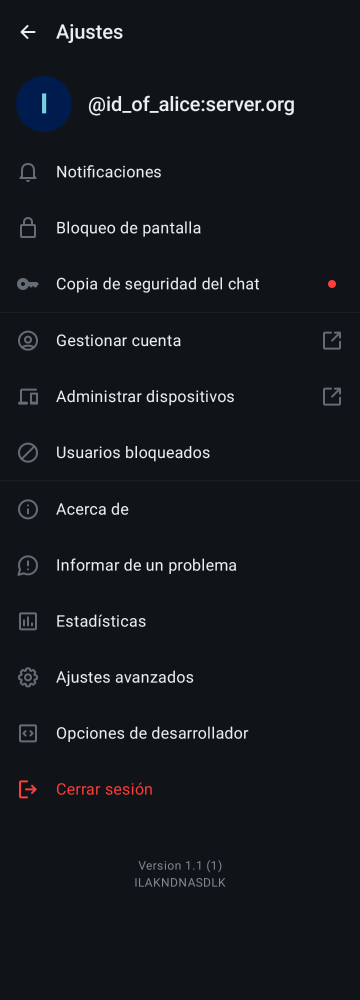 Ajustes
I
@id_of_alice:server.org
Notificaciones
Bloqueo de pantalla
Copia de seguridad del chat
Gestionar cuenta
Administrar dispositivos
Usuarios bloqueados
Acerca de
Informar de un problema
Estadísticas
Ajustes avanzados
Opciones de desarrollador
Cerrar sesión
Version 1.1 (1)
ILAKNDNASDLK